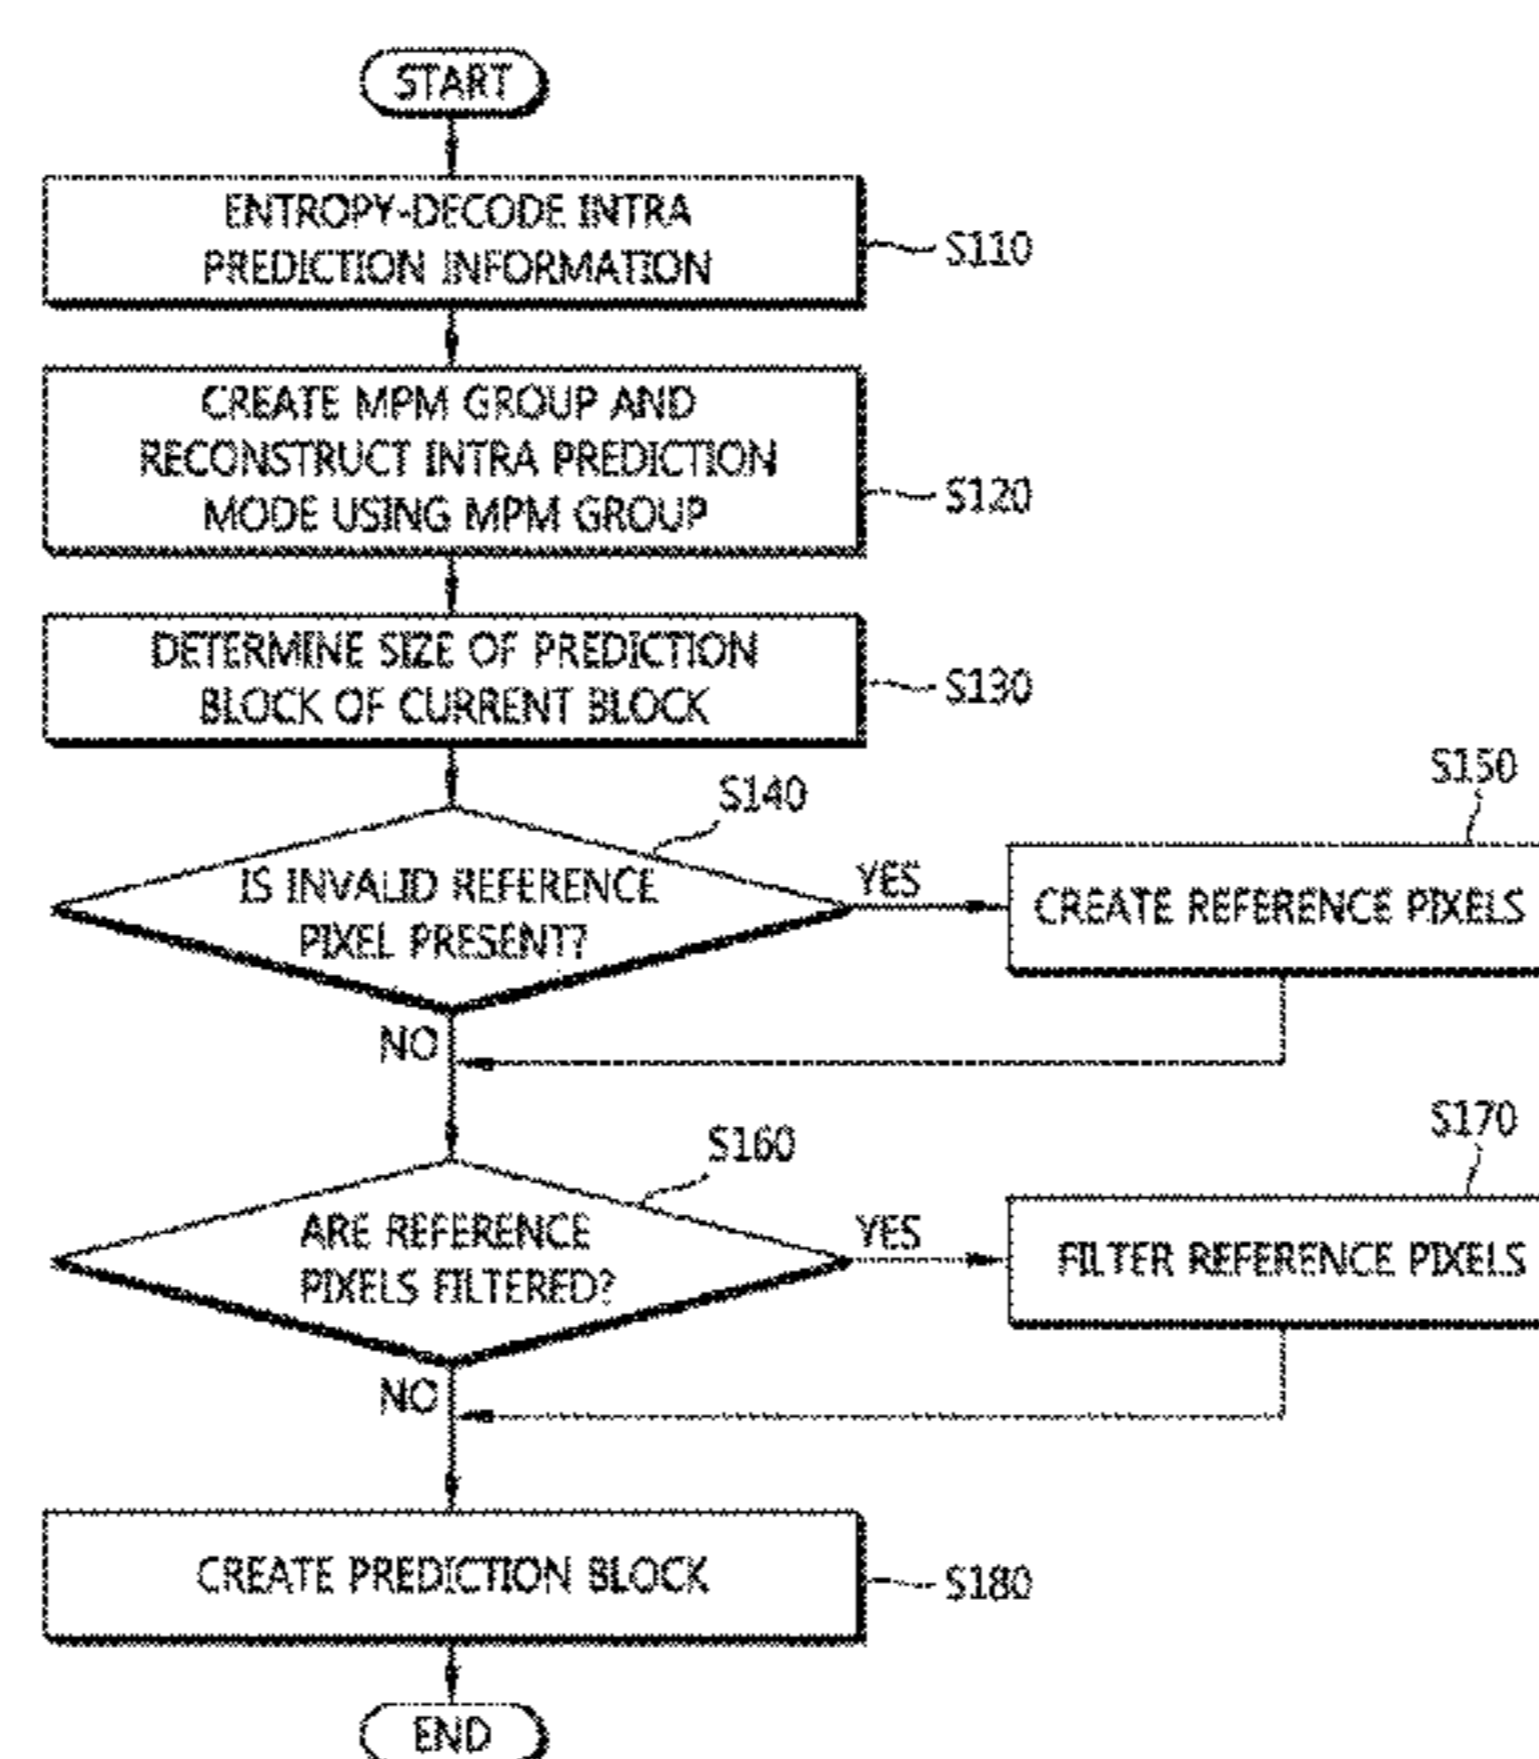 START
ENTROPY-DECODE INTRA
PREDICTION INFORMATION
S110
CREATE MPM GROUP AND
RECONSTRUCT INTRA PREDICTION
MODE USING MPM GROUP
S120
DETERMINE SIZE OF PREDICTION
BLOCK OF CURRENT BLOCK
S130
S140
IS INVALID REFERENCE
PIXEL PRESENT?
YES
S150
CREATE REFERENCE PIXELS
NO
S160
ARE REFERENCE
PIXELS FILTERED?
YES
S170
FILTER REFERENCE PIXELS
NO
CREATE PREDICTION BLOCK
S180
END